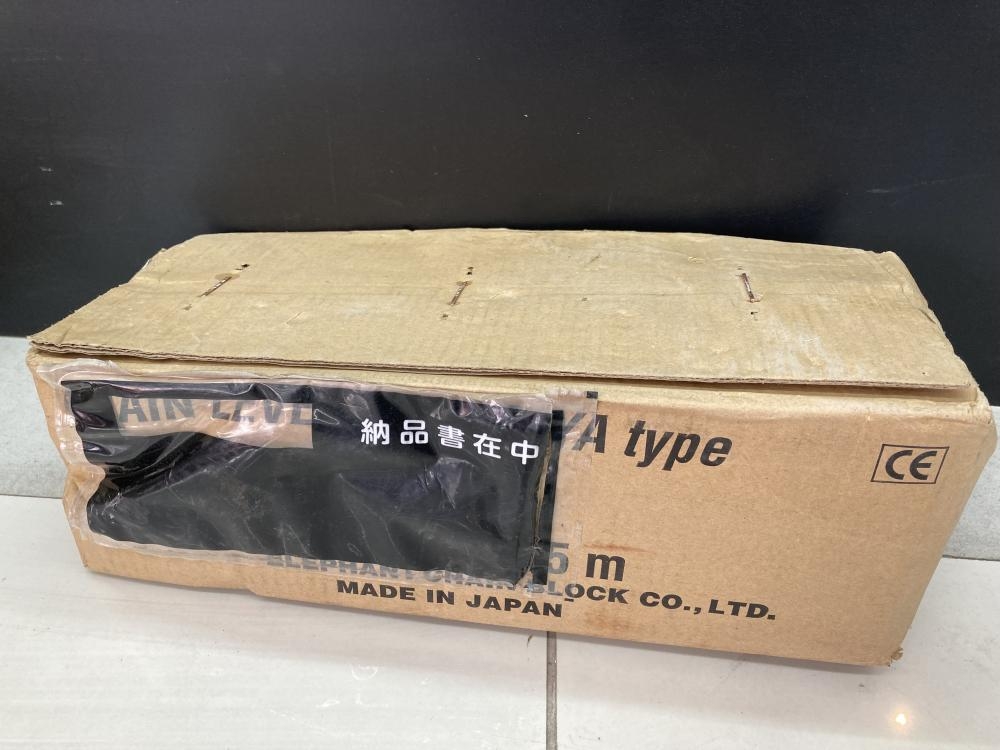 AIN LEVE
納品書在中
/A type
CE
5 m
ELEPHANT CHAIN BLOCK CO., LTD.
MADE IN JAPAN